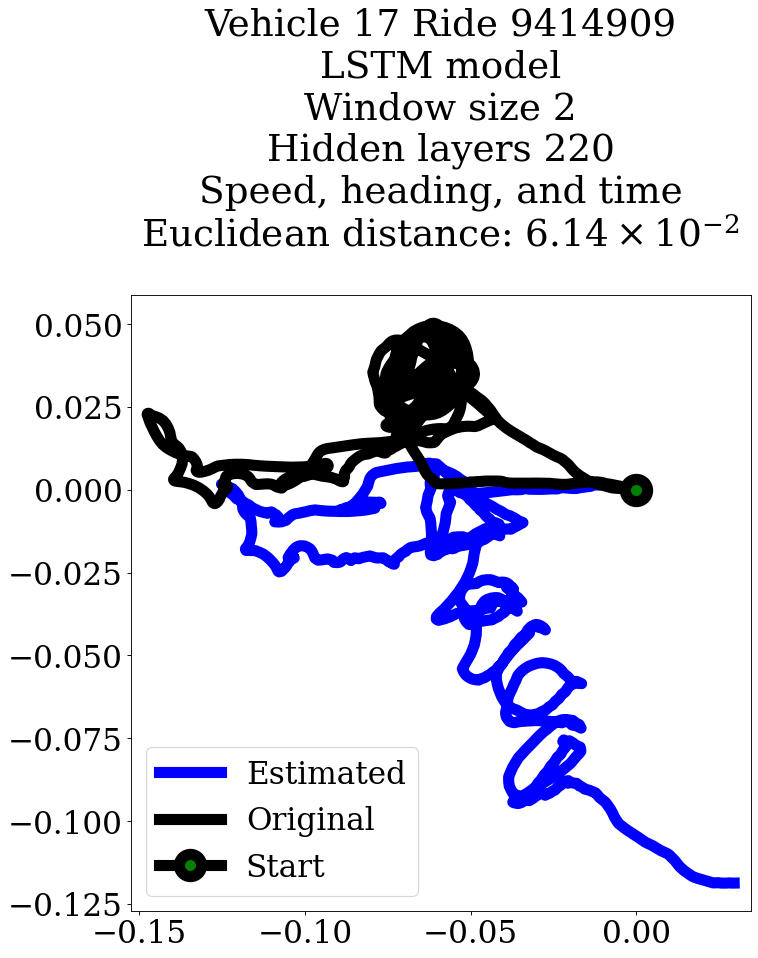 Vehicle 17 Ride 9414909
LSTM model
Window size 2
Hidden layers 220
Speed, heading, and time
Euclidean distance: 6.14 × 10⁻²
0.050
0.025
0.000
−0.025
−0.050
−0.075
−0.100
−0.125
Estimated
Original
Start
−0.15 −0.10 −0.05 0.00